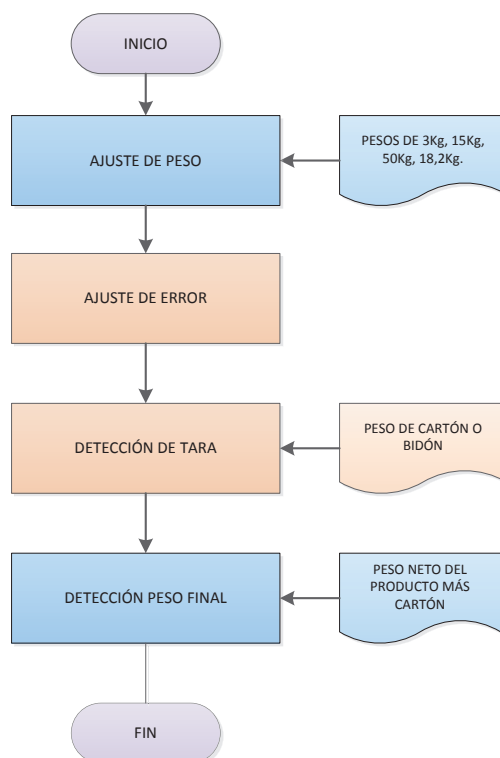 INICIO
AJUSTE DE PESO
PESOS DE 3Kg, 15Kg,
50Kg, 18,2Kg.
AJUSTE DE ERROR
DETECCIÓN DE TARA
PESO DE CARTÓN O
BIDÓN
DETECCIÓN PESO FINAL
PESO NETO DEL
PRODUCTO MÁS
CARTÓN
FIN